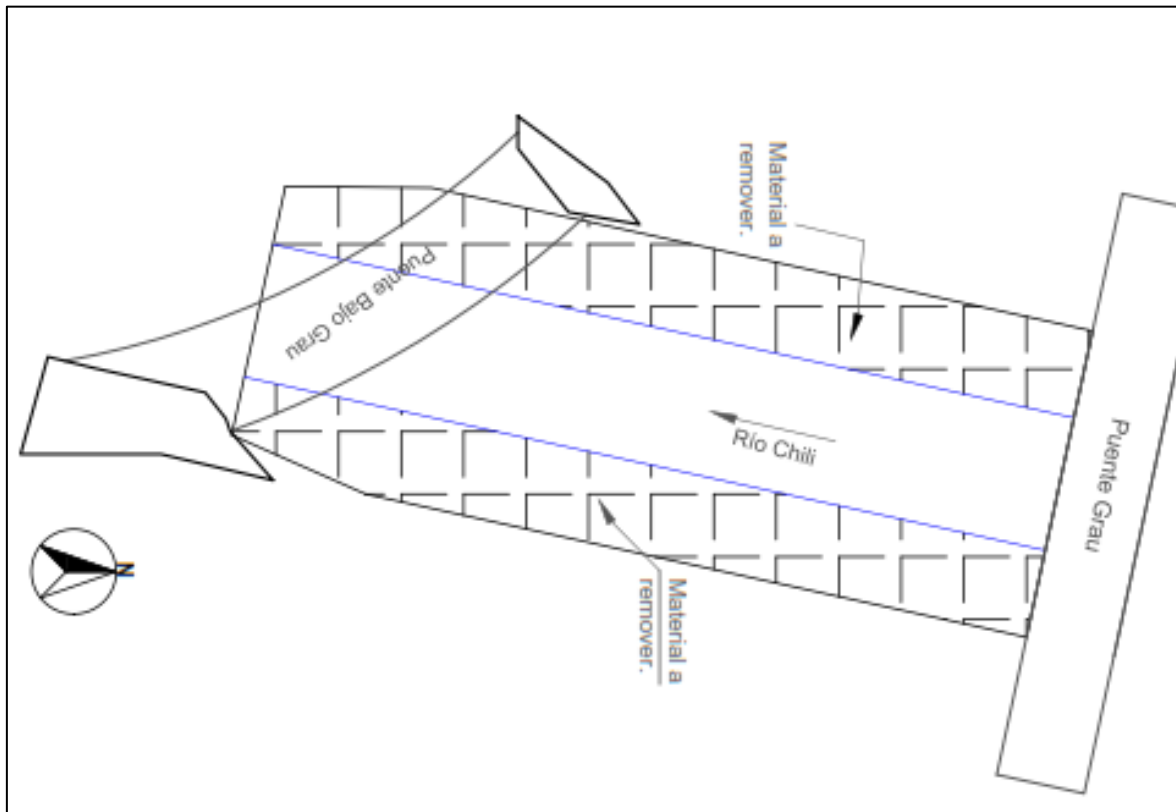 Material a
remover.
Puente Bajo Grau
Río Chili
Puente Grau
Material a
remover.
N